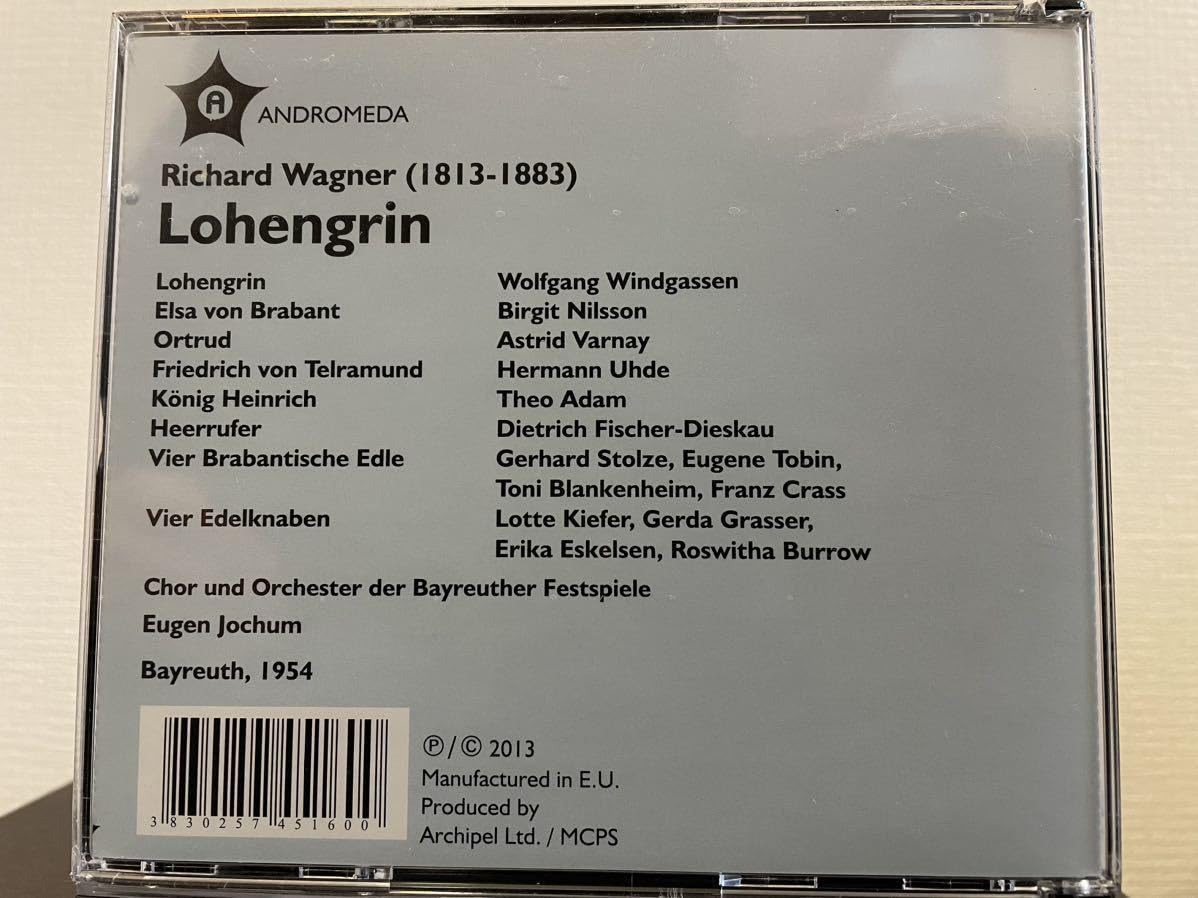 A
ANDROMEDA
Richard Wagner (1813-1883)
Lohengrin
Lohengrin Wolfgang Windgassen
Elsa von Brabant Birgit Nilsson
Ortrud Astrid Varnay
Friedrich von Telramund Hermann Uhde
König Heinrich Theo Adam
Heerrufer Dietrich Fischer-Dieskau
Vier Brabantische Edle Gerhard Stolze, Eugene Tobin,
Toni Blankenheim, Franz Crass
Vier Edelknaben Lotte Kiefer, Gerda Grasser,
Erika Eskelsen, Roswitha Burrow
Chor und Orchester der Bayreuther Festspiele
Eugen Jochum
Bayreuth, 1954
3 830257 451600
℗/© 2013
Manufactured in E.U.
Produced by
Archipel Ltd. / MCPS